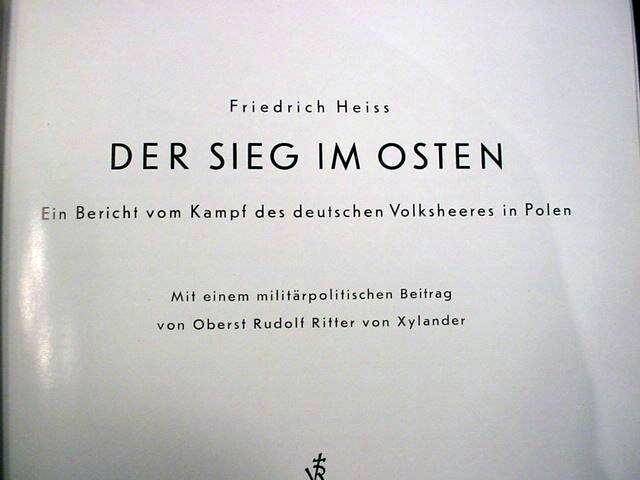 Friedrich Heiss
DER SIEG IM OSTEN
Ein Bericht vom Kampf des deutschen Volksheeres in Polen
Mit einem militärpolitischen Beitrag
von Oberst Rudolf Ritter von Xylander
VR